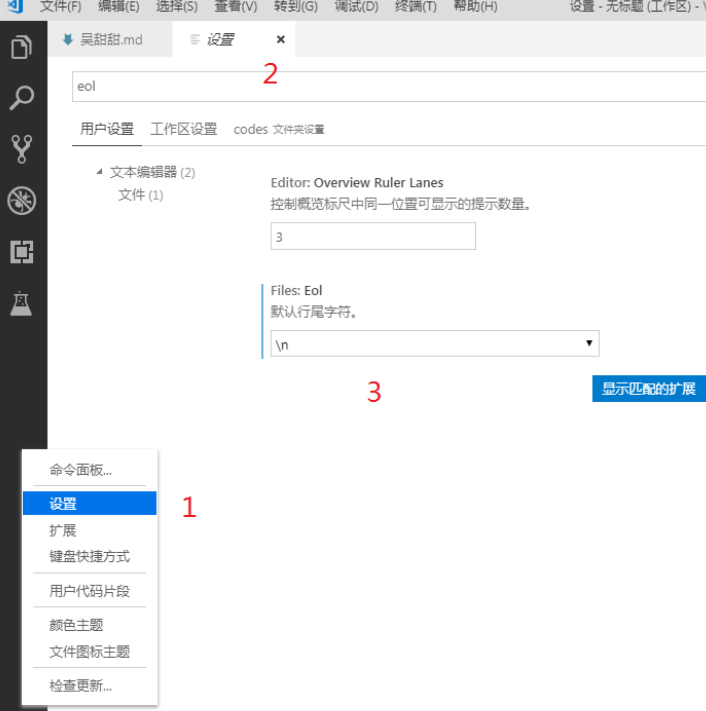 文件(F) 编辑(E) 选择(S) 查看(V) 转到(G) 调试(D) 终端(T) 帮助(H) 设置 - 无标题 (工作区) -
吴甜甜.md 设置 ×
2
eol
用户设置 工作区设置 codes 文件夹设置
文本编辑器 (2)
文件 (1)
Editor: Overview Ruler Lanes
控制概览标尺中同一位置可显示的提示数量。
3
Files: Eol
默认行尾字符。
\n
3
显示匹配的扩展
命令面板...
设置
1
扩展
键盘快捷方式
用户代码片段
颜色主题
文件图标主题
检查更新...